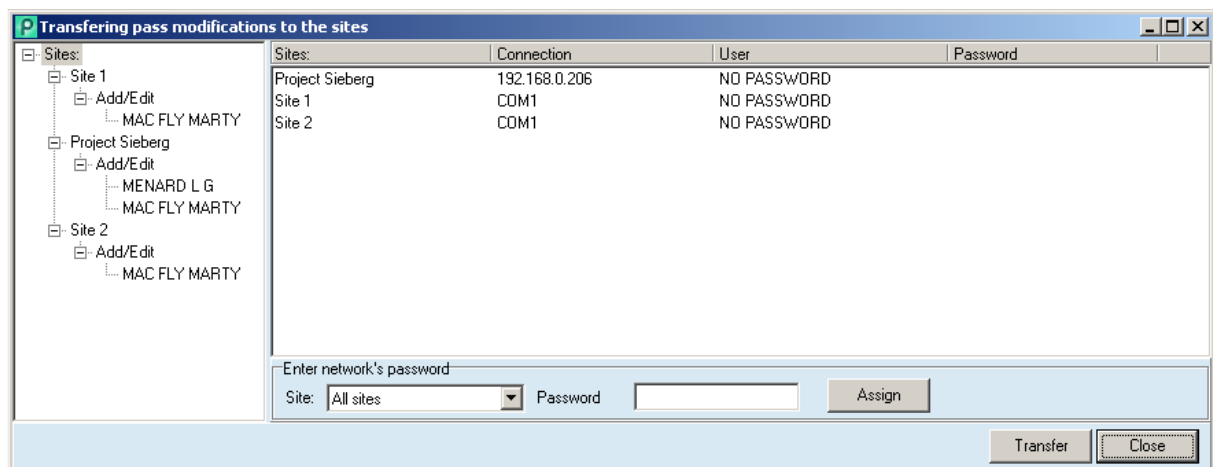 P Transfering pass modifications to the sites
Sites:
Site 1
Add/Edit
MAC FLY MARTY
Project Sieberg
Add/Edit
MENARD L G
MAC FLY MARTY
Site 2
Add/Edit
MAC FLY MARTY
Sites: Connection User Password
Project Sieberg 192.168.0.206 NO PASSWORD
Site 1 COM1 NO PASSWORD
Site 2 COM1 NO PASSWORD
Enter network's password
Site: All sites Password Assign
Transfer Close